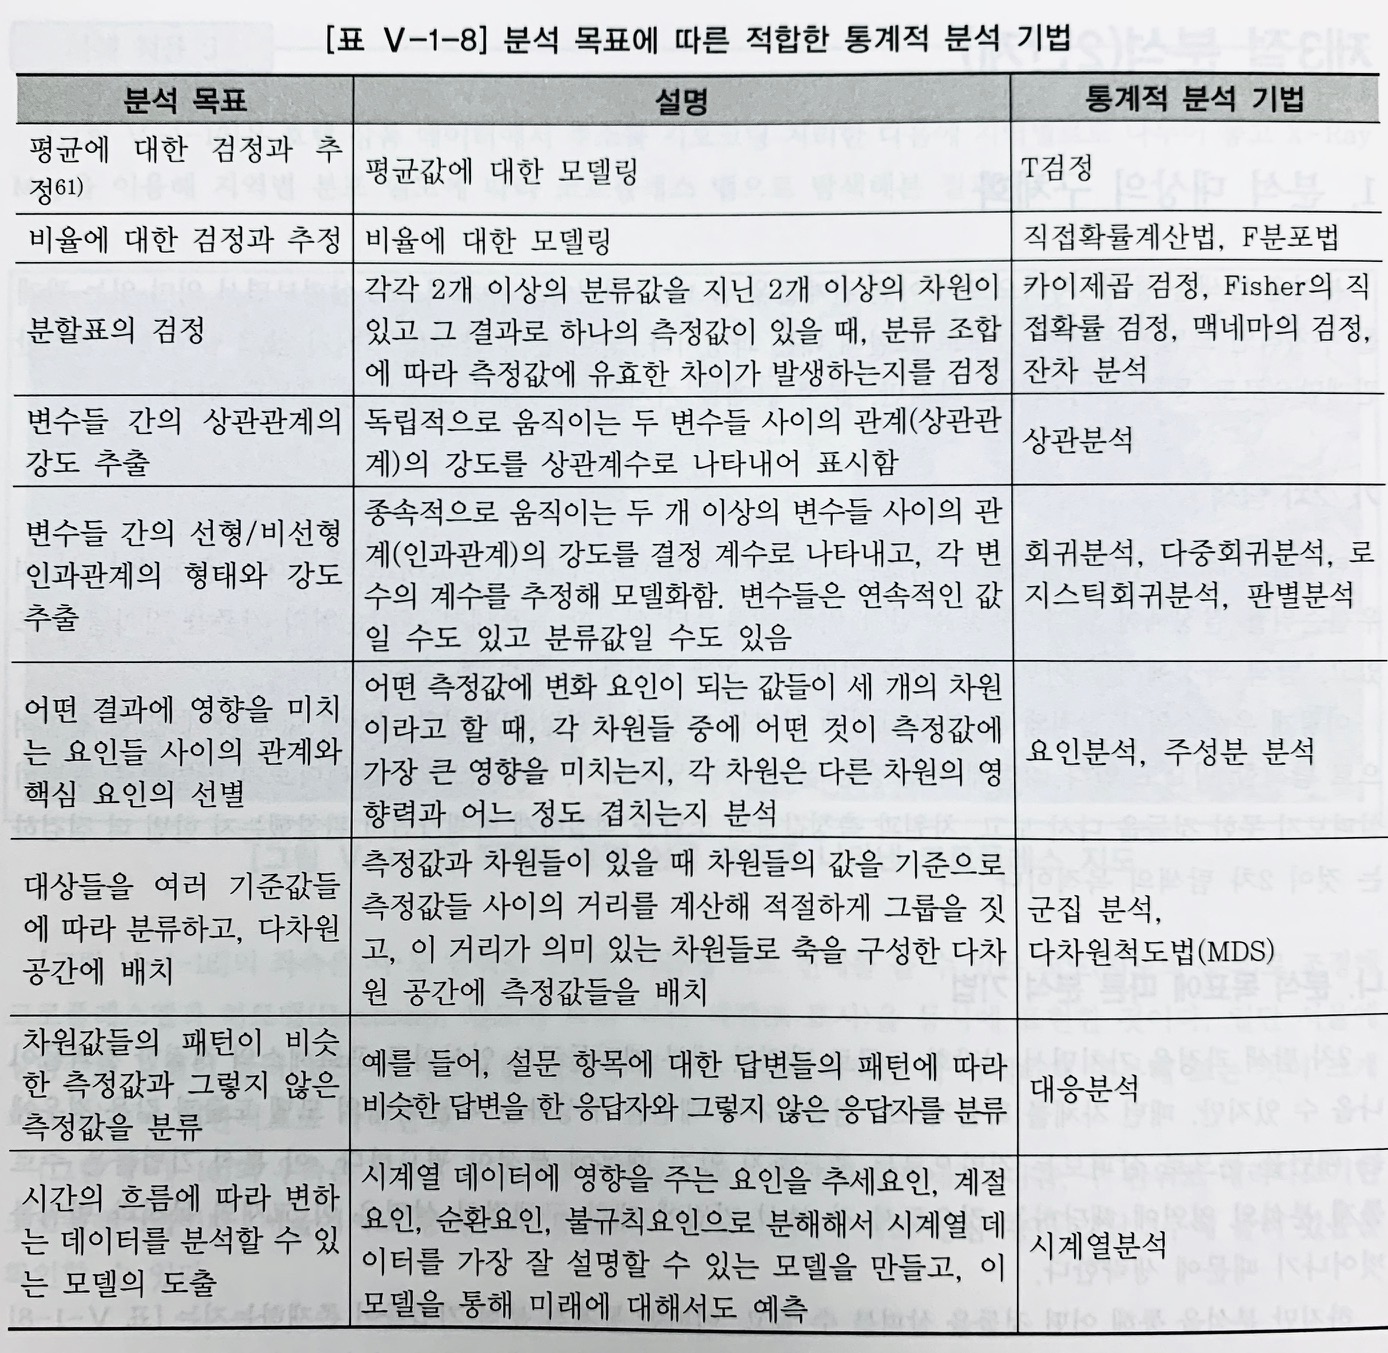 [표 Ⅴ-1-8] 분석 목표에 따른 적합한 통계적 분석 기법
분석 목표
설명
통계적 분석 기법
평균에 대한 검정과 추
정61)
평균값에 대한 모델링
T검정
비율에 대한 검정과 추정
비율에 대한 모델링
직접확률계산법, F분포법
분할표의 검정
각각 2개 이상의 분류값을 지닌 2개 이상의 차원이
있고 그 결과로 하나의 측정값이 있을 때, 분류 조합
에 따라 측정값에 유효한 차이가 발생하는지를 검정
카이제곱 검정, Fisher의 직
접확률 검정, 맥네마의 검정,
잔차 분석
변수들 간의 상관관계의
강도 추출
독립적으로 움직이는 두 변수들 사이의 관계(상관관
계)의 강도를 상관계수로 나타내어 표시함
상관분석
변수들 간의 선형/비선형
인과관계의 형태와 강도
추출
종속적으로 움직이는 두 개 이상의 변수들 사이의 관
계(인과관계)의 강도를 결정 계수로 나타내고, 각 변
수의 계수를 추정해 모델화함. 변수들은 연속적인 값
일 수도 있고 분류값일 수도 있음
회귀분석, 다중회귀분석, 로
지스틱회귀분석, 판별분석
어떤 결과에 영향을 미치
는 요인들 사이의 관계와
핵심 요인의 선별
어떤 측정값에 변화 요인이 되는 값들이 세 개의 차원
이라고 할 때, 각 차원들 중에 어떤 것이 측정값에
가장 큰 영향을 미치는지, 각 차원은 다른 차원의 영
향력과 어느 정도 겹치는지 분석
요인분석, 주성분 분석
대상들을 여러 기준값들
에 따라 분류하고, 다차원
공간에 배치
측정값과 차원들이 있을 때 차원들의 값을 기준으로
측정값들 사이의 거리를 계산해 적절하게 그룹을 짓
고, 이 거리가 의미 있는 차원들로 축을 구성한 다차
원 공간에 측정값들을 배치
군집 분석,
다차원척도법(MDS)
차원값들의 패턴이 비슷
한 측정값과 그렇지 않은
측정값을 분류
예를 들어, 설문 항목에 대한 답변들의 패턴에 따라
비슷한 답변을 한 응답자와 그렇지 않은 응답자를 분류
대응분석
시간의 흐름에 따라 변하
는 데이터를 분석할 수 있
는 모델의 도출
시계열 데이터에 영향을 주는 요인을 추세요인, 계절
요인, 순환요인, 불규칙요인으로 분해해서 시계열 데
이터를 가장 잘 설명할 수 있는 모델을 만들고, 이
모델을 통해 미래에 대해서도 예측
시계열분석